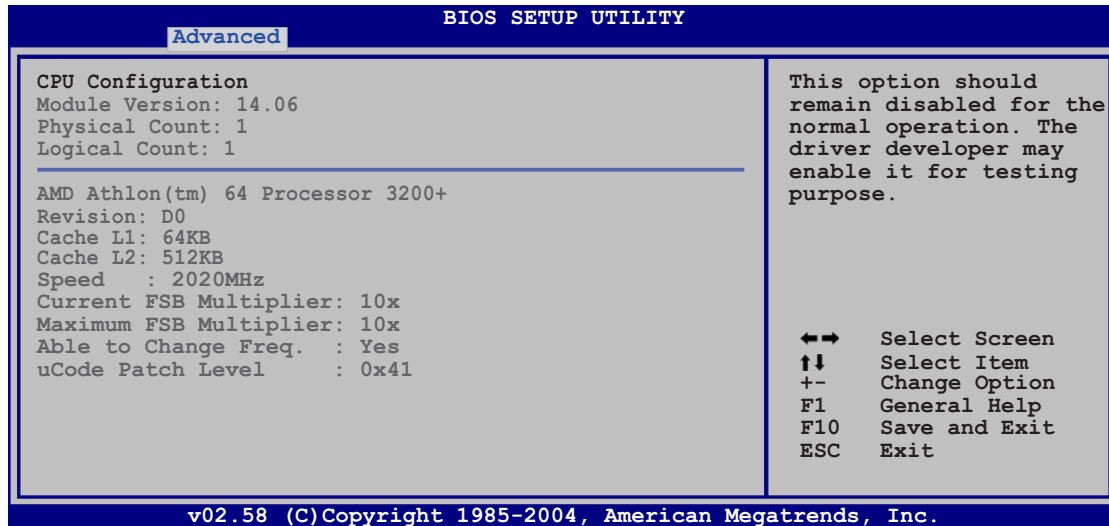 BIOS SETUP UTILITY
Advanced
CPU Configuration
Module Version: 14.06
Physical Count: 1
Logical Count: 1
AMD Athlon(tm) 64 Processor 3200+
Revision: D0
Cache L1: 64KB
Cache L2: 512KB
Speed : 2020MHz
Current FSB Multiplier: 10x
Maximum FSB Multiplier: 10x
Able to Change Freq. : Yes
uCode Patch Level : 0x41
This option should
remain disabled for the
normal operation. The
driver developer may
enable it for testing
purpose.
←→ Select Screen
↑↓ Select Item
+- Change Option
F1 General Help
F10 Save and Exit
ESC Exit
v02.58 (C)Copyright 1985-2004, American Megatrends, Inc.